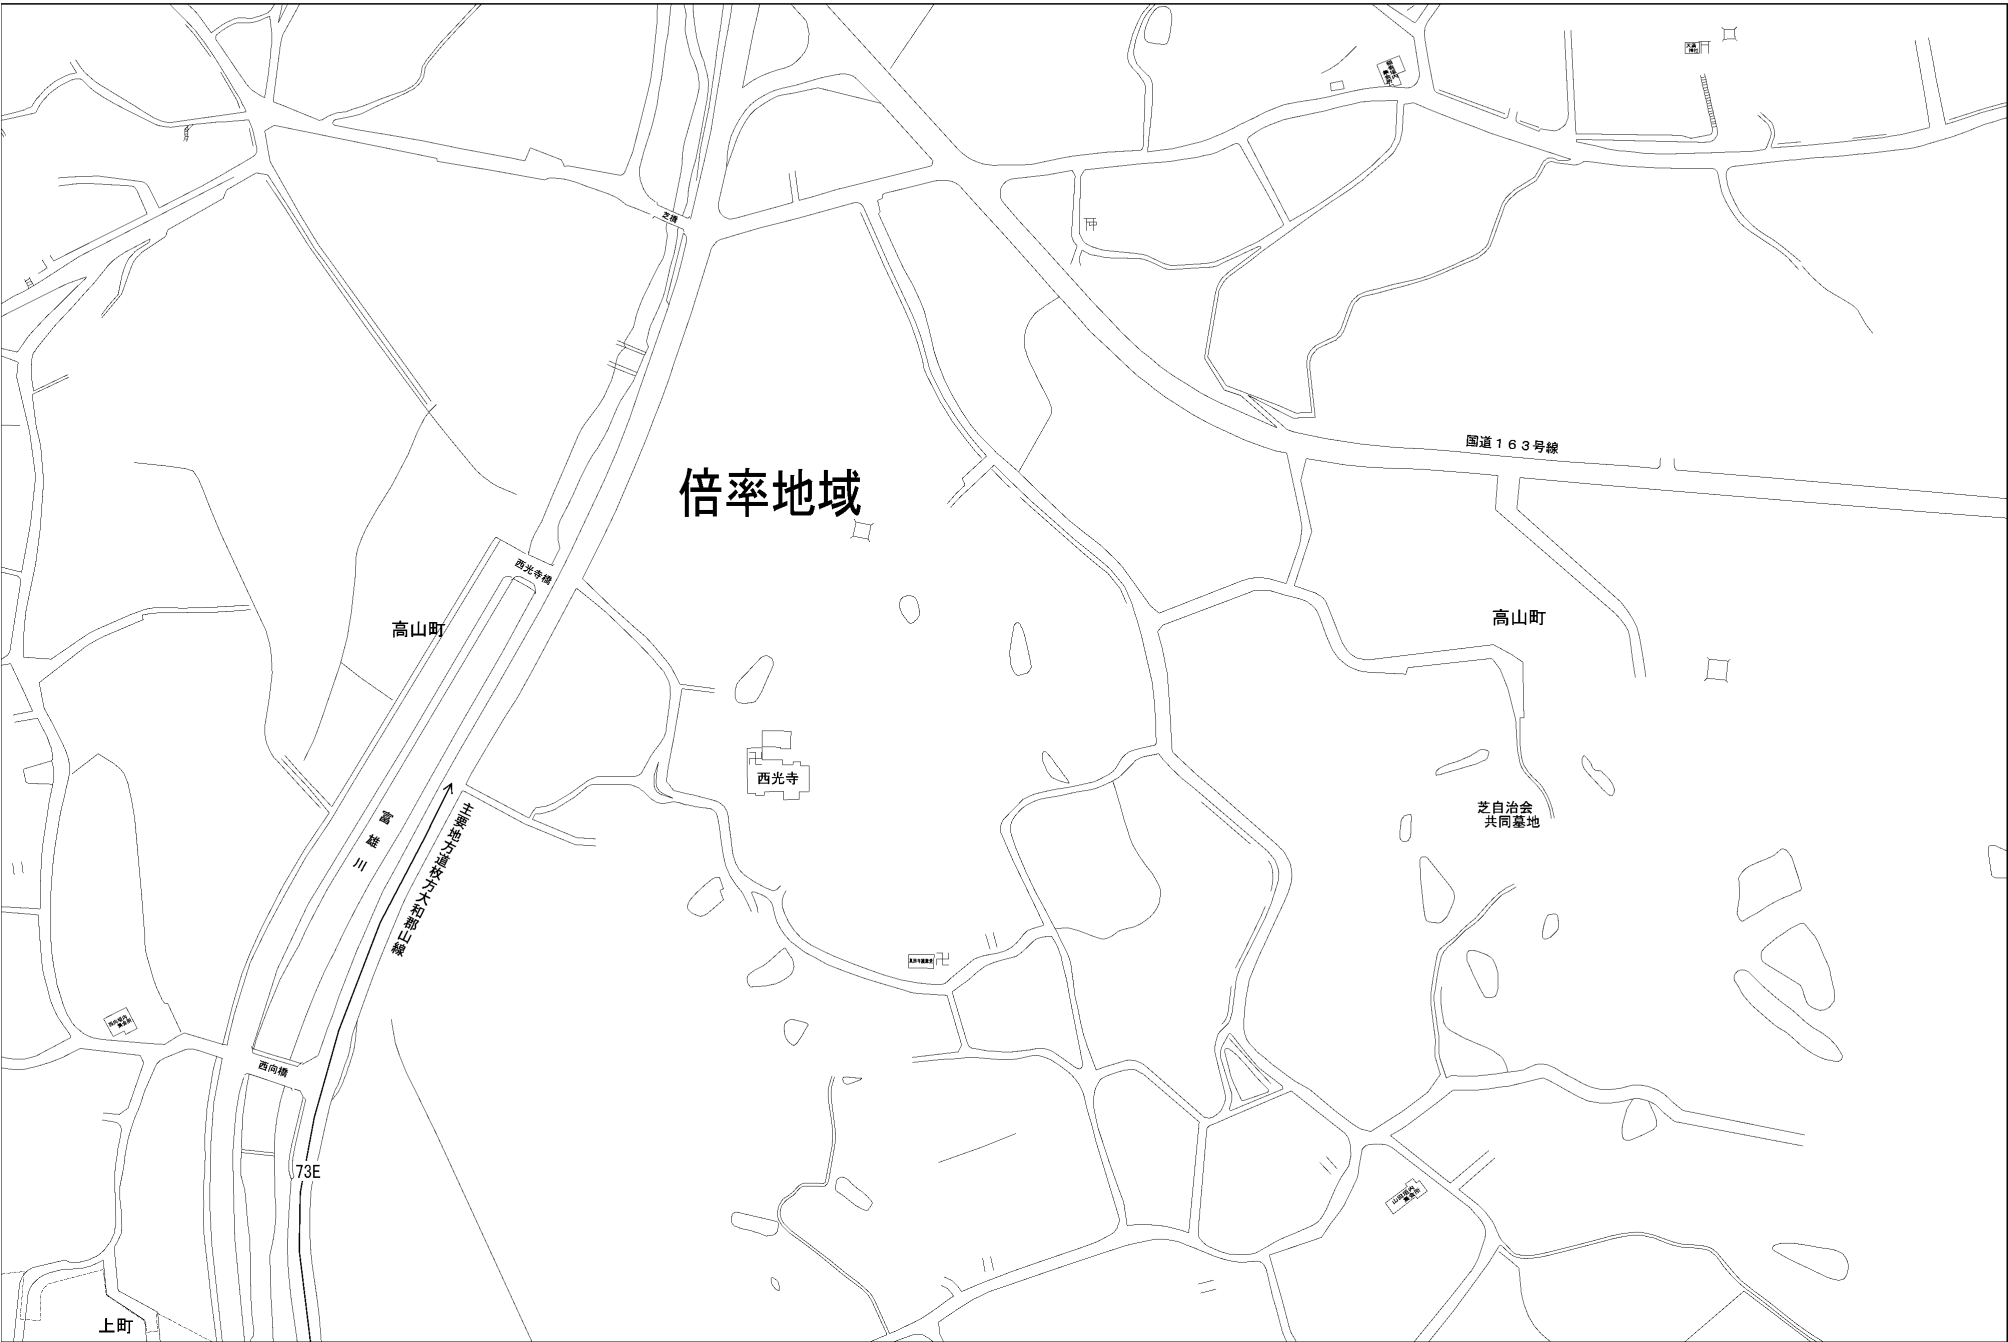 芝橋
国道163号線
倍率地域
西光寺橋
高山町
高山町
西光寺
芝自治会
共同墓地
富雄川
主要地方道枚方大和郡山線
西向橋
73E
上町